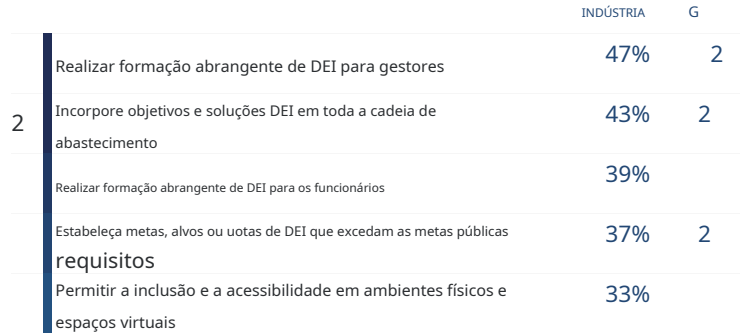 INDÚSTRIA G
47% 2
Realizar formação abrangente de DEI para gestores
Incorpore objetivos e soluções DEI em toda a cadeia de
43% 2
2
abastecimento
39%
Realizar formação abrangente de DEI para os funcionários
Estabeleça metas, alvos ou uotas de DEI que excedam as metas públicas
37% 2
requisitos
Permitir a inclusão e a acessibilidade em ambientes físicos e
33%
espaços virtuais